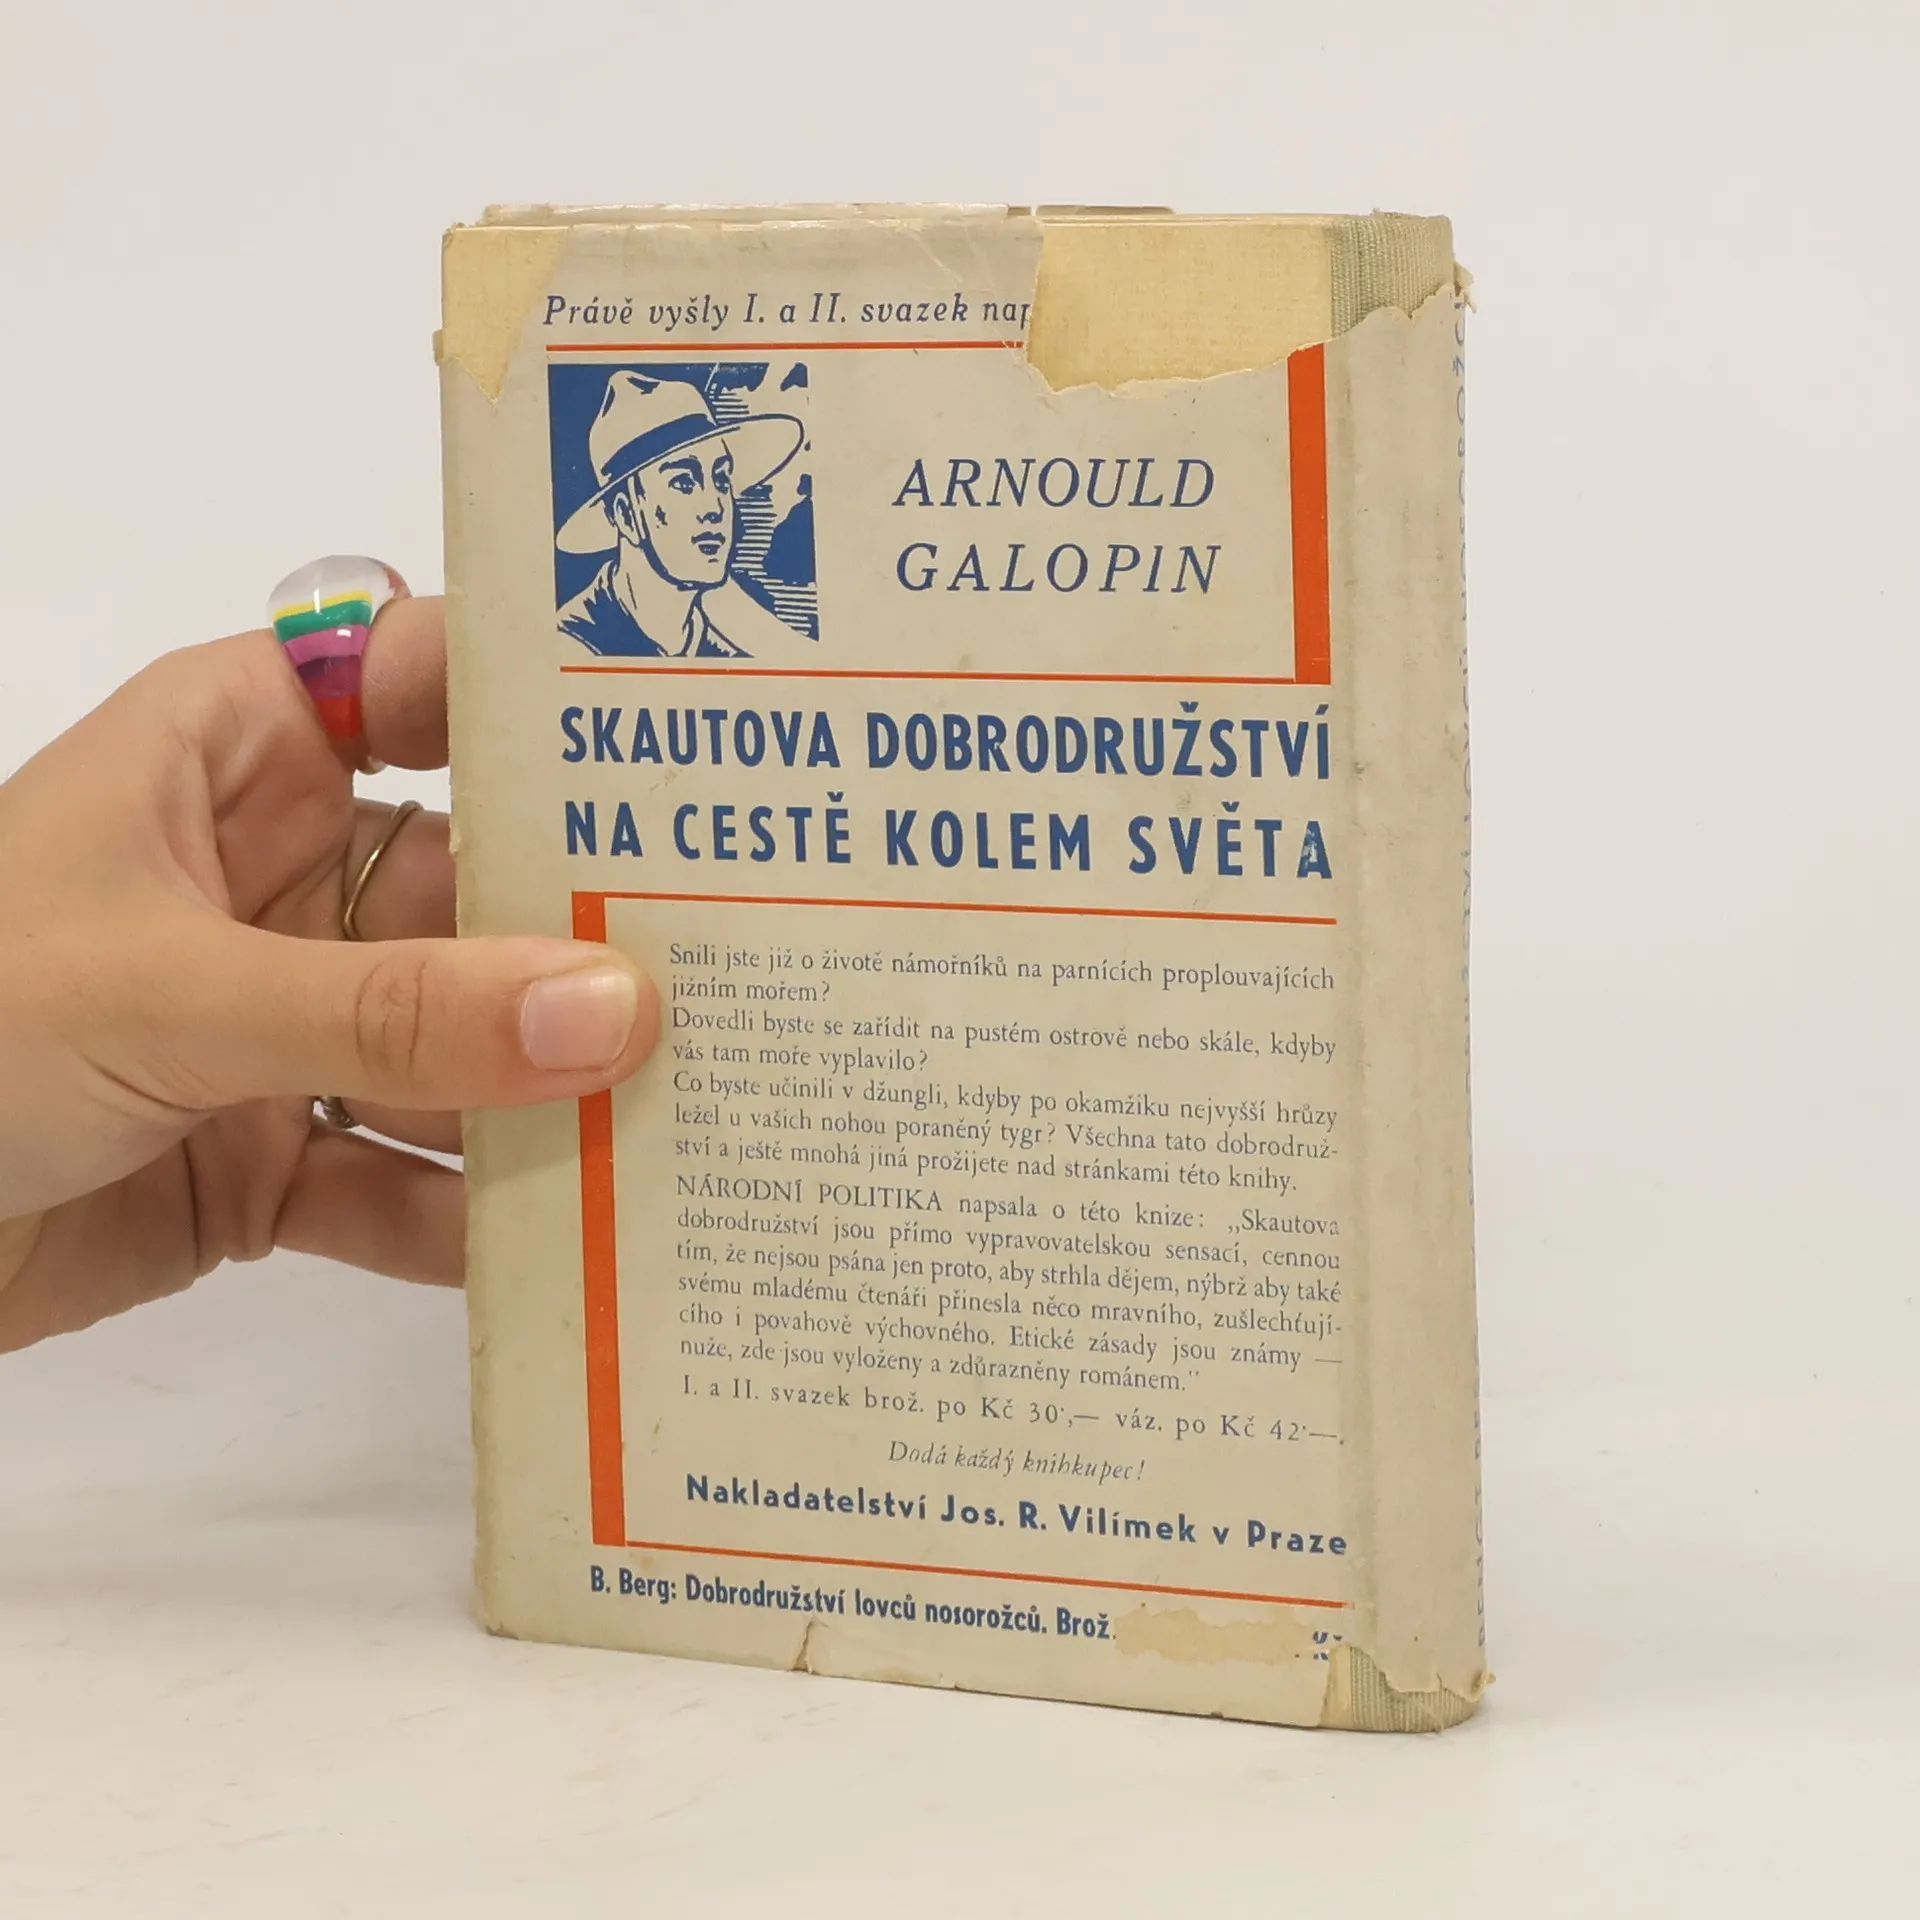 Právě vyšly I. a II. svazek
ARNOULD
GALOPIN
SKAUTOVA DOBRODRUŽSTVÍ
NA CESTĚ KOLEM SVĚTA
Snili jste již o životě námořníků na parnících proplouvajících
jižním mořem?
Dovedli byste se zařídit na pustém ostrově nebo skále, kdyby
vás tam moře vyplavilo?
Co byste učinili v džungli, kdyby po okamžiku nejvyšší hrůzy
ležel u vašich nohou poraněný tygr? Všechna tato dobrodruž-
ství a ještě mnohá jiná prožijete nad stránkami této knihy.
NÁRODNÍ POLITIKA napsala o této knize: „Skautova
dobrodružství jsou přímo vypravovatelskou sensací, cennou
tím, že nejsou psána jen proto, aby strhla dějem, nýbrž aby také
svému mladému čtenáři přinesla něco mravního, zušlechťují-
cího i povahově výchovného. Etické zásady jsou známy —
nuže, zde jsou vyloženy a zdůrazněny románem."
I. a II. svazek brož. po Kč 30·,— váz. po Kč 42·—.
Dodá každý knihkupec!
Nakladatelství Jos. R. Vilímek v Praze
B. Berg: Dobrodružství lovců nosorožců. Brož.